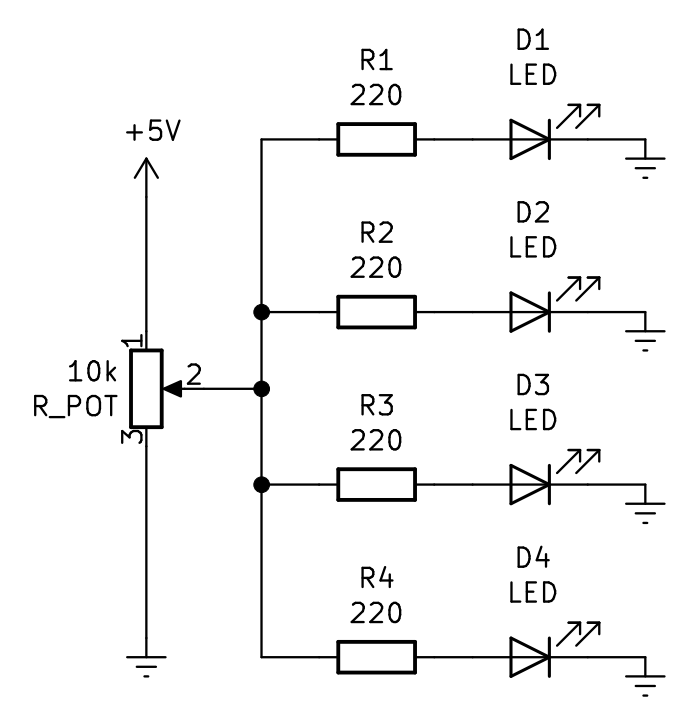 D1
LED
R1
220
+5V
D2
LED
R2
220
1
10k
R_POT
2
3
D3
LED
R3
220
D4
LED
R4
220